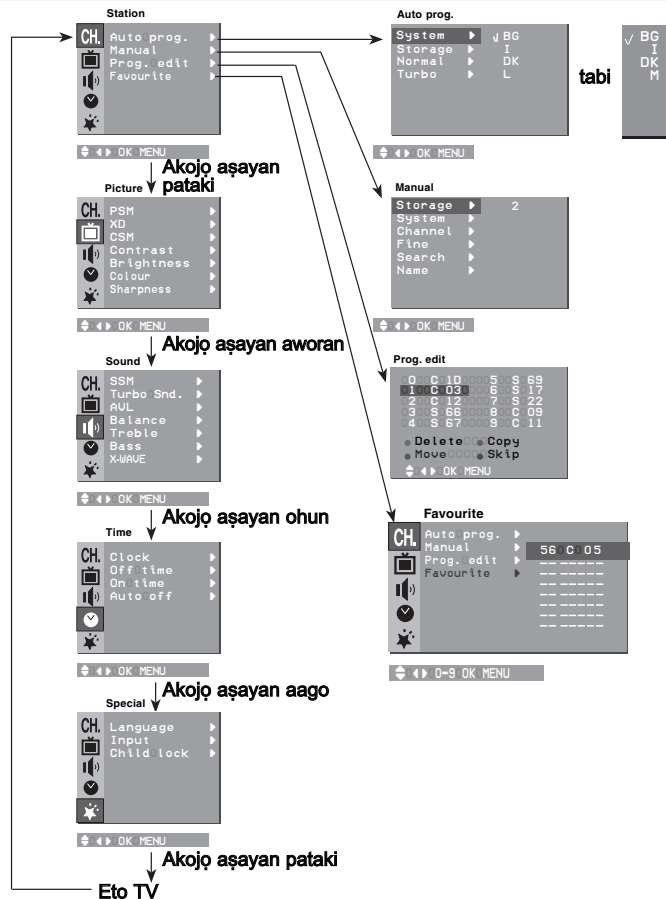 Station
CH.
Auto prog.
Manual
Prog. edit
Favourite
OK MENU
Akojọ aṣayan
pataki
Picture
CH.
PSM
XD
CSM
Contrast
Brightness
Colour
Sharpness
OK MENU
Akojọ aṣayan aworan
Sound
CH.
SSM
Turbo Snd.
AVL
Balance
Treble
Bass
X-WAVE
OK MENU
Akojọ aṣayan ohun
Time
CH.
Clock
Off time
On time
Auto off
OK MENU
Akojọ aṣayan aago
Special
CH.
Language
Input
Child lock
OK MENU
Akojọ aṣayan pataki
Eto TV
Auto prog.
System √ BG
Storage I
Normal DK
Turbo L
OK MENU
tabi
√ BG
I
DK
M
Manual
Storage 2
System
Channel
Fine
Search
Name
OK MENU
Prog. edit
0 C 10 5 S 69
1 C 03 6 S 17
2 C 12 7 S 22
3 S 66 8 C 09
4 S 67 9 C 11
Delete Copy
Move Skip
OK MENU
Favourite
CH.
Auto prog.
Manual 56 C 05
Prog. edit -- -------
Favourite -- -------
-- -------
-- -------
-- -------
-- -------
-- -------
0-9 OK MENU